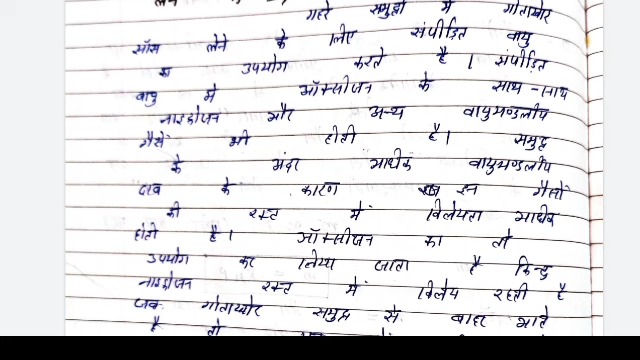 गहरे समुद्रो में गोताखोर
साँस लेने के लिए संपीडित वायु
का उपयोग करते है । संपीडित
वायु में ऑक्सीजन के साथ-साथ
नाइट्रोजन और अन्य वायुमण्डलीय
गैसें भी होती है । समुद्र
के अंदर अधिक वायुमण्डलीय
दाब के कारण इन गैसों
की रक्त में विलेयता अधिक
होती है । ऑक्सीजन का तो
उपयोग कर लिया जाता है किन्तु
नाइट्रोजन रक्त में विलेय रहती है
जब गोताखोर समुद्र से बाहर आते
है तो